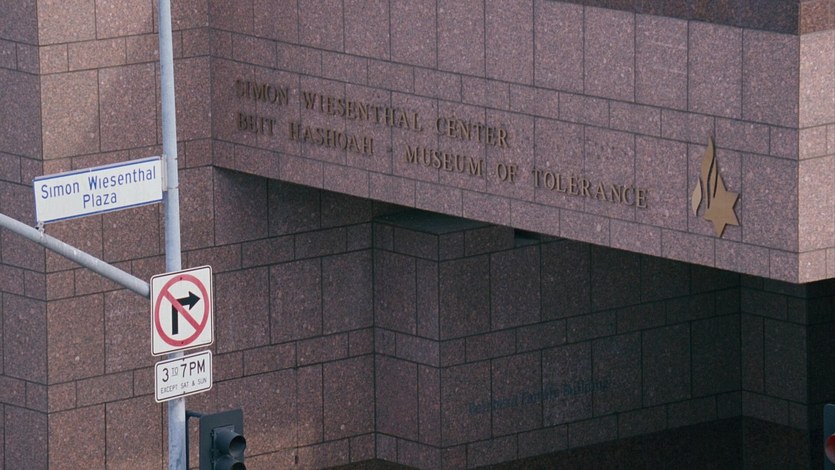 SIMON WIESENTHAL CENTER
BEIT HASHOAH · MUSEUM OF TOLERANCE
Simon Wiesenthal
Plaza
3 TO 7PM
EXCEPT SAT & SUN